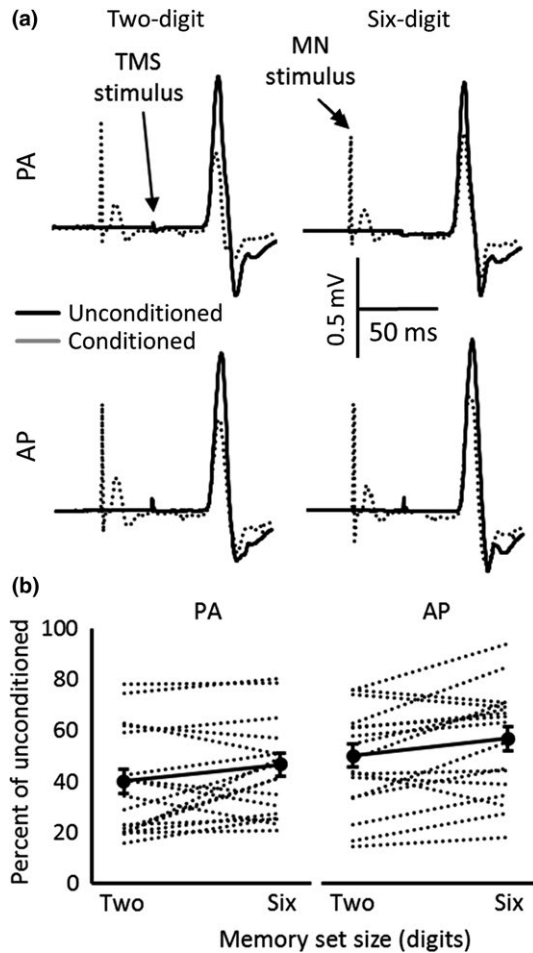 (a)
Two-digit
Six-digit
TMS
stimulus
MN
stimulus
PA
0.5 mV
50 ms
Unconditioned
Conditioned
AP
(b)
PA
AP
Percent of unconditioned
100
80
60
40
20
0
Two
Six
Two
Six
Memory set size (digits)